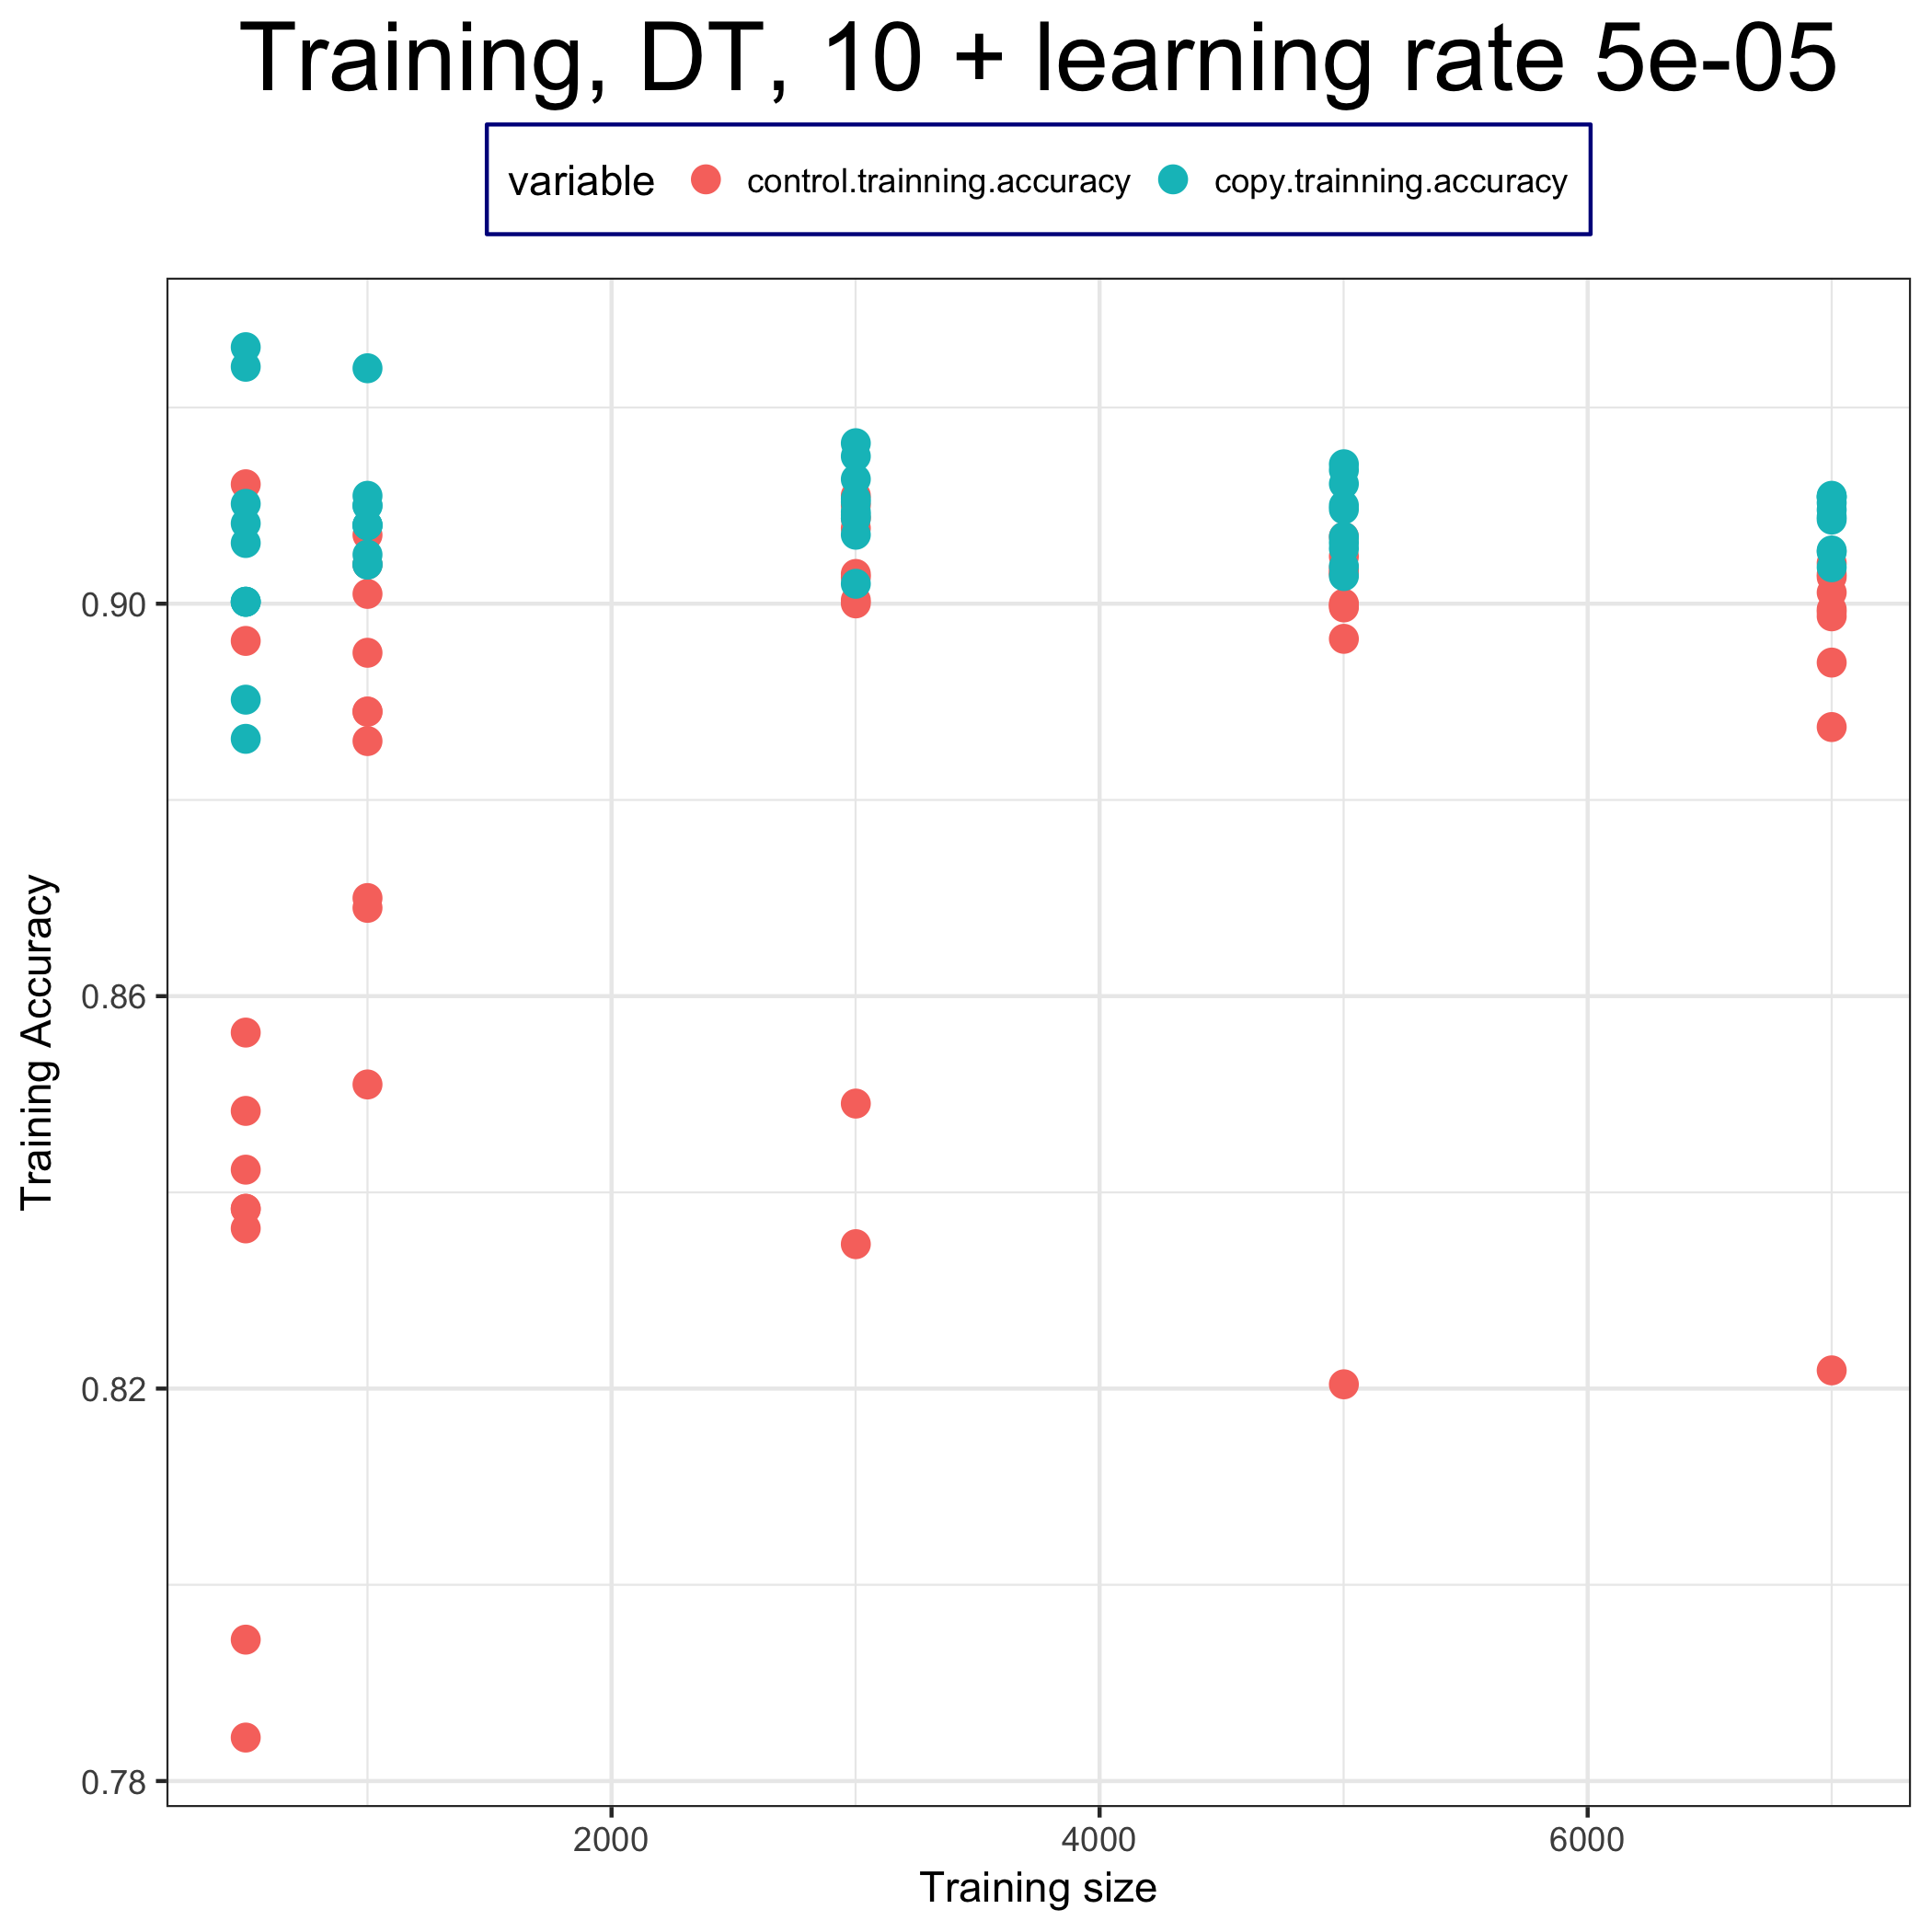 Training, DT, 10 + learning rate 5e-05
variable control.trainning.accuracy copy.trainning.accuracy
0.90
0.86
0.82
0.78
Training Accuracy
2000 4000 6000
Training size